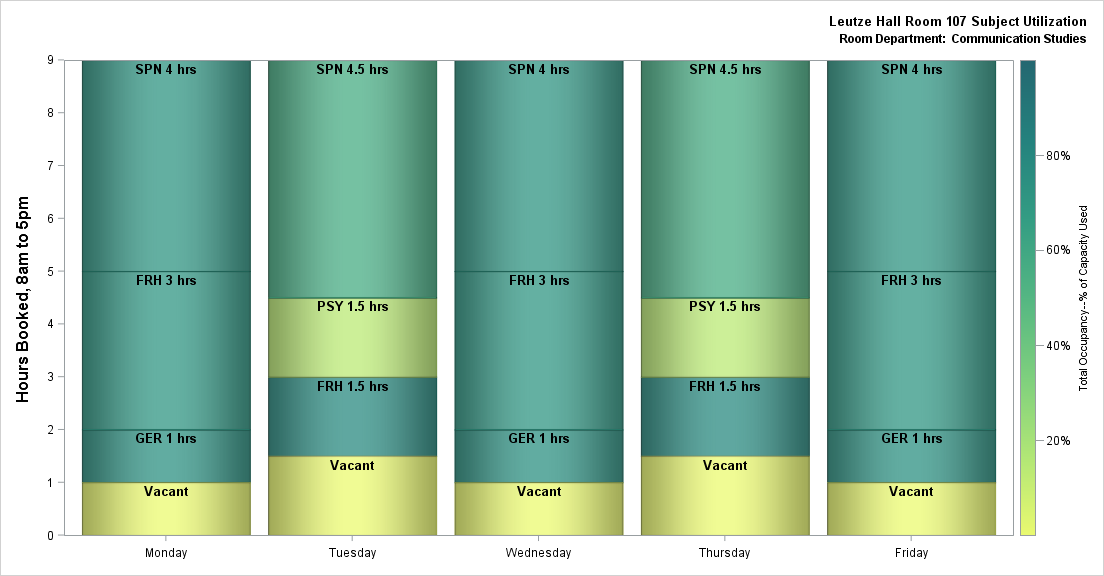 Leutze Hall Room 107 Subject Utilization
Room Department: Communication Studies
Hours Booked, 8am to 5pm
9
8
7
6
5
4
3
2
1
0
SPN 4 hrs
FRH 3 hrs
GER 1 hrs
Vacant
SPN 4.5 hrs
PSY 1.5 hrs
FRH 1.5 hrs
Vacant
SPN 4 hrs
FRH 3 hrs
GER 1 hrs
Vacant
SPN 4.5 hrs
PSY 1.5 hrs
FRH 1.5 hrs
Vacant
SPN 4 hrs
FRH 3 hrs
GER 1 hrs
Vacant
Monday
Tuesday
Wednesday
Thursday
Friday
80%
60%
40%
20%
Total Occupancy--% of Capacity Used